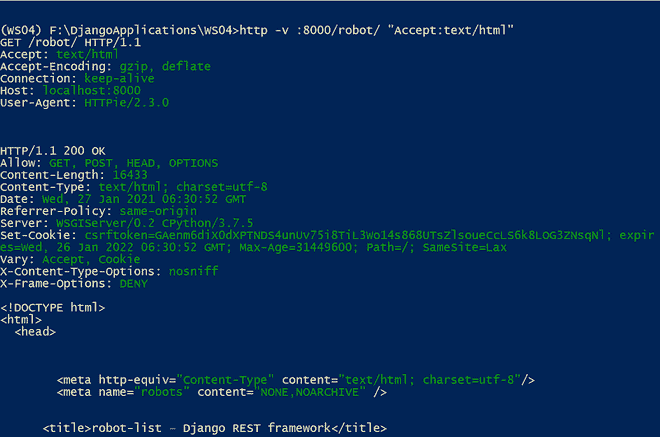 (WS04) F:\DjangoApplications\WS04>http -v :8000/robot/ "Accept:text/html"
GET /robot/ HTTP/1.1
Accept: text/html
Accept-Encoding: gzip, deflate
Connection: keep-alive
Host: localhost:8000
User-Agent: HTTPie/2.3.0
HTTP/1.1 200 OK
Allow: GET, POST, HEAD, OPTIONS
Content-Length: 16433
Content-Type: text/html; charset=utf-8
Date: Wed, 27 Jan 2021 06:30:52 GMT
Referrer-Policy: same-origin
Server: WSGIServer/0.2 CPython/3.7.5
Set-Cookie: csrftoken=GAenm6diX0dXPTNDS4unUv75i8TiL3Wo14s868UTsZlsoueCcLS6k8LOG3ZNsqNl; expir
es=Wed, 26 Jan 2022 06:30:52 GMT; Max-Age=31449600; Path=/; SameSite=Lax
Vary: Accept, Cookie
X-Content-Type-Options: nosniff
X-Frame-Options: DENY
<!DOCTYPE html>
<html>
<head>
<meta http-equiv="Content-Type" content="text/html; charset=utf-8"/>
<meta name="robots" content="NONE,NOARCHIVE" />
<title>robot-list – Django REST framework</title>